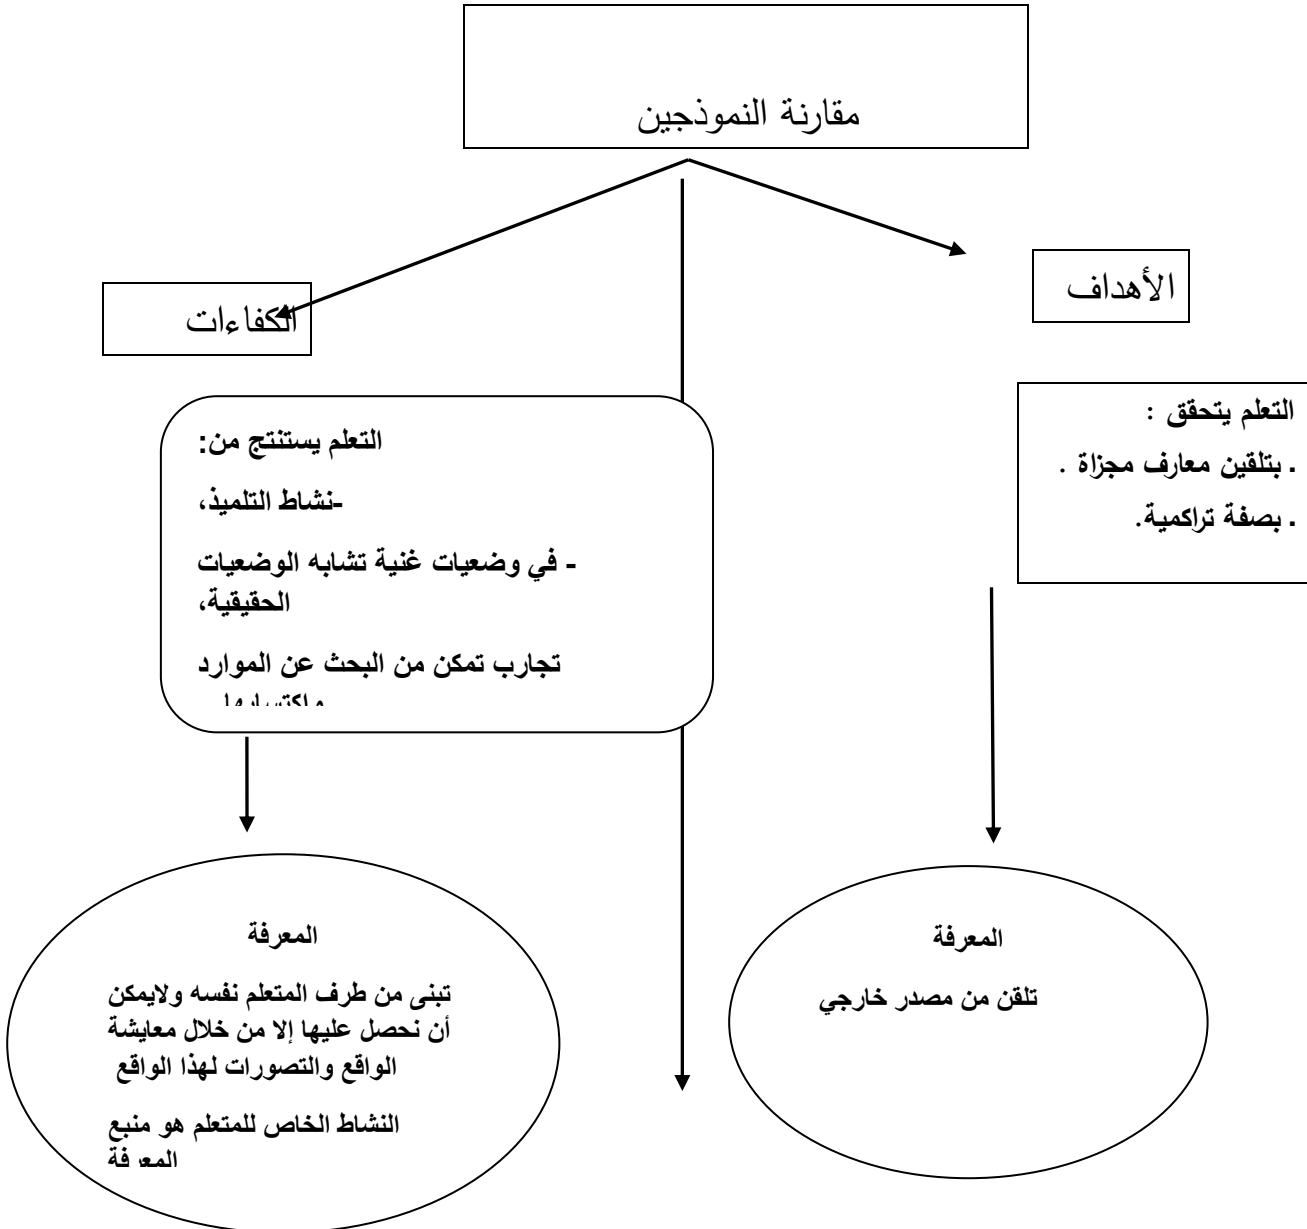 مقارنة النموذجين
الأهداف
الكفاءات
التعلم يتحقق :
. بتلقين معارف مجزاة .
. بصفة تراكمية.
التعلم يستنتج من:
-نشاط التلميذ،
- في وضعيات غنية تشابه الوضعيات
الحقيقية،
تجارب تمكن من البحث عن الموارد
واكتسابها
المعرفة
تلقن من مصدر خارجي
المعرفة
تبنى من طرف المتعلم نفسه ولايمكن
أن نحصل عليها إلا من خلال معايشة
الواقع والتصورات لهذا الواقع
النشاط الخاص للمتعلم هو منبع
المعرفة